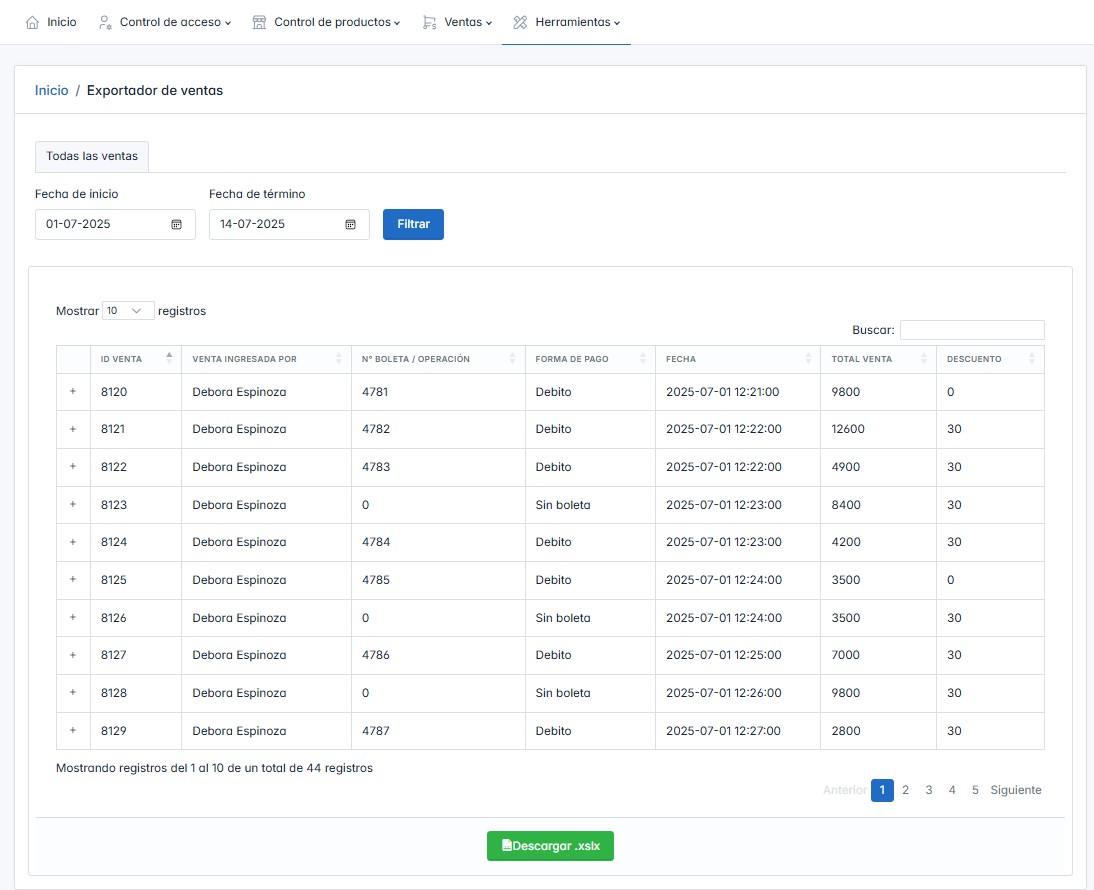 Inicio Control de acceso Control de productos Ventas Herramientas
Inicio / Exportador de ventas
Todas las ventas
Fecha de inicio Fecha de término
01-07-2025 14-07-2025 Filtrar
Mostrar 10 registros
Buscar:
ID VENTA VENTA INGRESADA POR N° BOLETA / OPERACIÓN FORMA DE PAGO FECHA TOTAL VENTA DESCUENTO
+ 8120 Debora Espinoza 4781 Debito 2025-07-01 12:21:00 9800 0
+ 8121 Debora Espinoza 4782 Debito 2025-07-01 12:22:00 12600 30
+ 8122 Debora Espinoza 4783 Debito 2025-07-01 12:22:00 4900 30
+ 8123 Debora Espinoza 0 Sin boleta 2025-07-01 12:23:00 8400 30
+ 8124 Debora Espinoza 4784 Debito 2025-07-01 12:23:00 4200 30
+ 8125 Debora Espinoza 4785 Debito 2025-07-01 12:24:00 3500 0
+ 8126 Debora Espinoza 0 Sin boleta 2025-07-01 12:24:00 3500 30
+ 8127 Debora Espinoza 4786 Debito 2025-07-01 12:25:00 7000 30
+ 8128 Debora Espinoza 0 Sin boleta 2025-07-01 12:26:00 9800 30
+ 8129 Debora Espinoza 4787 Debito 2025-07-01 12:27:00 2800 30
Mostrando registros del 1 al 10 de un total de 44 registros
Anterior 1 2 3 4 5 Siguiente
Descargar .xslx